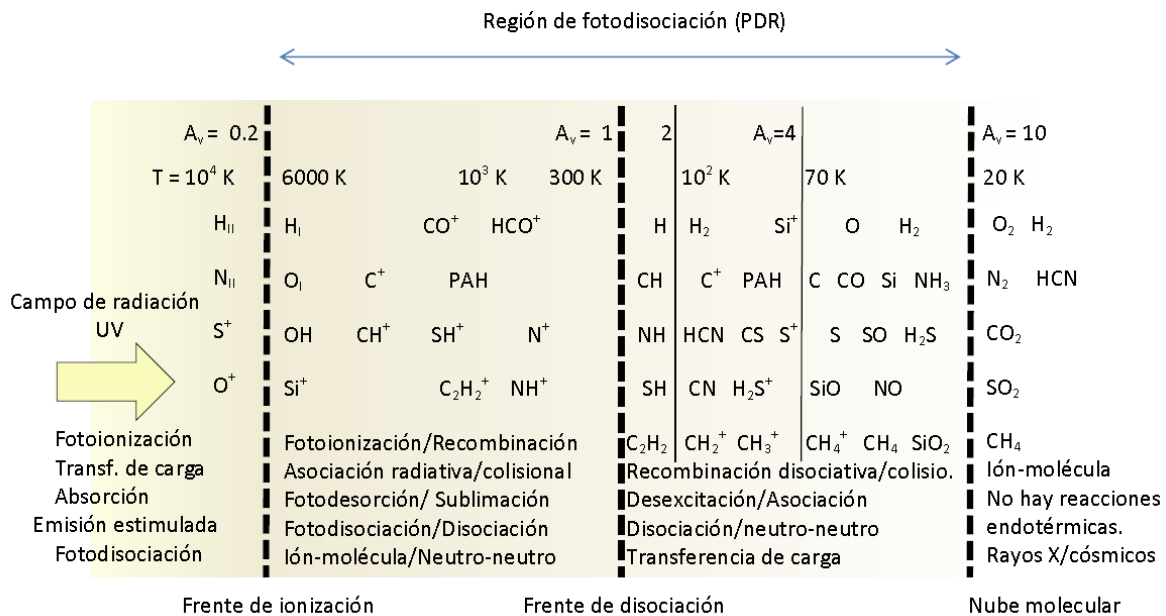 Región de fotodisociación (PDR)
Aᵥ = 0.2 Aᵥ = 1 2 Aᵥ=4 Aᵥ = 10
T = 10⁴ K 6000 K 10³ K 300 K 10² K 70 K 20 K
H_II H_I CO⁺ HCO⁺ H H₂ Si⁺ O H₂ O₂ H₂
N_II O_I C⁺ PAH CH C⁺ PAH C CO Si NH₃ N₂ HCN
Campo de radiación
UV
S⁺ OH CH⁺ SH⁺ N⁺ NH HCN CS S⁺ S SO H₂S CO₂
O⁺ Si⁺ C₂H₂⁺ NH⁺ SH CN H₂S⁺ SiO NO SO₂
C₂H₂ CH₂⁺ CH₃⁺ CH₄⁺ CH₄ SiO₂ CH₄
Fotoionización
Transf. de carga
Absorción
Emisión estimulada
Fotodisociación
Fotoionización/Recombinación
Asociación radiativa/colisional
Fotodesorción/ Sublimación
Fotodisociación/Disociación
Ión-molécula/Neutro-neutro
Recombinación disociativa/colisio.
Desexcitación/Asociación
Disociación/neutro-neutro
Transferencia de carga
Ión-molécula
No hay reacciones
endotérmicas.
Rayos X/cósmicos
Frente de ionización Frente de disociación Nube molecular